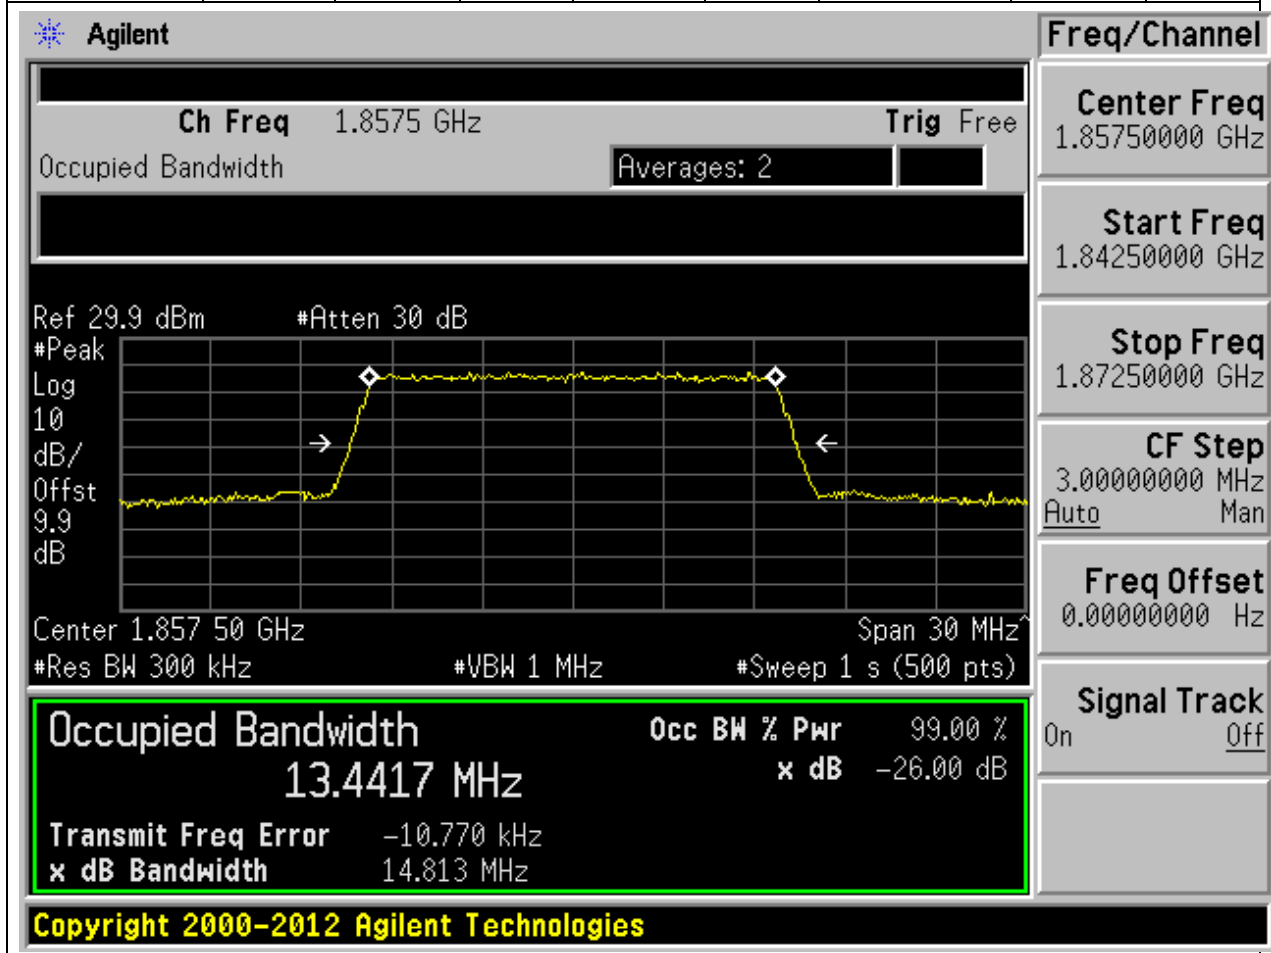 Agilent
Freq/Channel
Ch Freq 1.8575 GHz Trig Free
Occupied Bandwidth Averages: 2
Center Freq
1.85750000 GHz
Start Freq
1.84250000 GHz
Stop Freq
1.87250000 GHz
CF Step
3.00000000 MHz
Auto Man
Freq Offset
0.00000000 Hz
Signal Track
On Off
Ref 29.9 dBm #Atten 30 dB
#Peak
Log
10
dB/
Offst
9.9
dB
Center 1.857 50 GHz Span 30 MHz^
#Res BW 300 kHz #VBW 1 MHz #Sweep 1 s (500 pts)
Occupied Bandwidth Occ BW % Pwr 99.00 %
13.4417 MHz x dB -26.00 dB
Transmit Freq Error -10.770 kHz
x dB Bandwidth 14.813 MHz
Copyright 2000-2012 Agilent Technologies